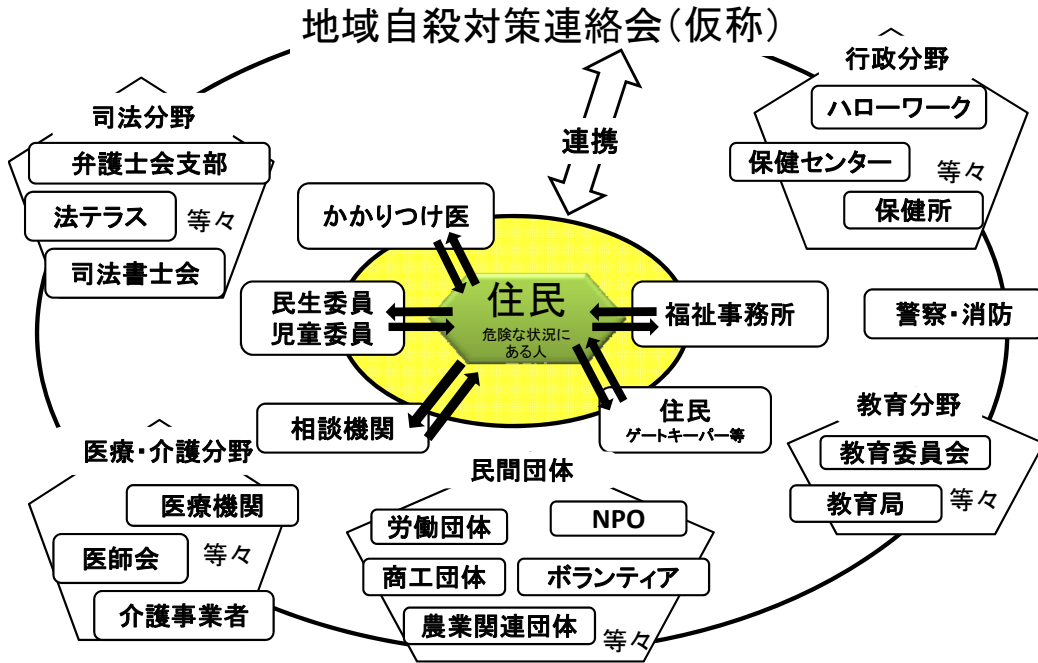 地域自殺対策連絡会(仮称)
行政分野
ハローワーク
保健センター
等々
保健所
司法分野
弁護士会支部
法テラス
等々
司法書士会
連携
かかりつけ医
民生委員
児童委員
住民
危険な状況に
ある人
福祉事務所
警察・消防
相談機関
住民
ゲートキーパー等
教育分野
教育委員会
教育局
等々
医療・介護分野
医療機関
医師会
等々
介護事業者
民間団体
労働団体
NPO
商工団体
ボランティア
農業関連団体
等々